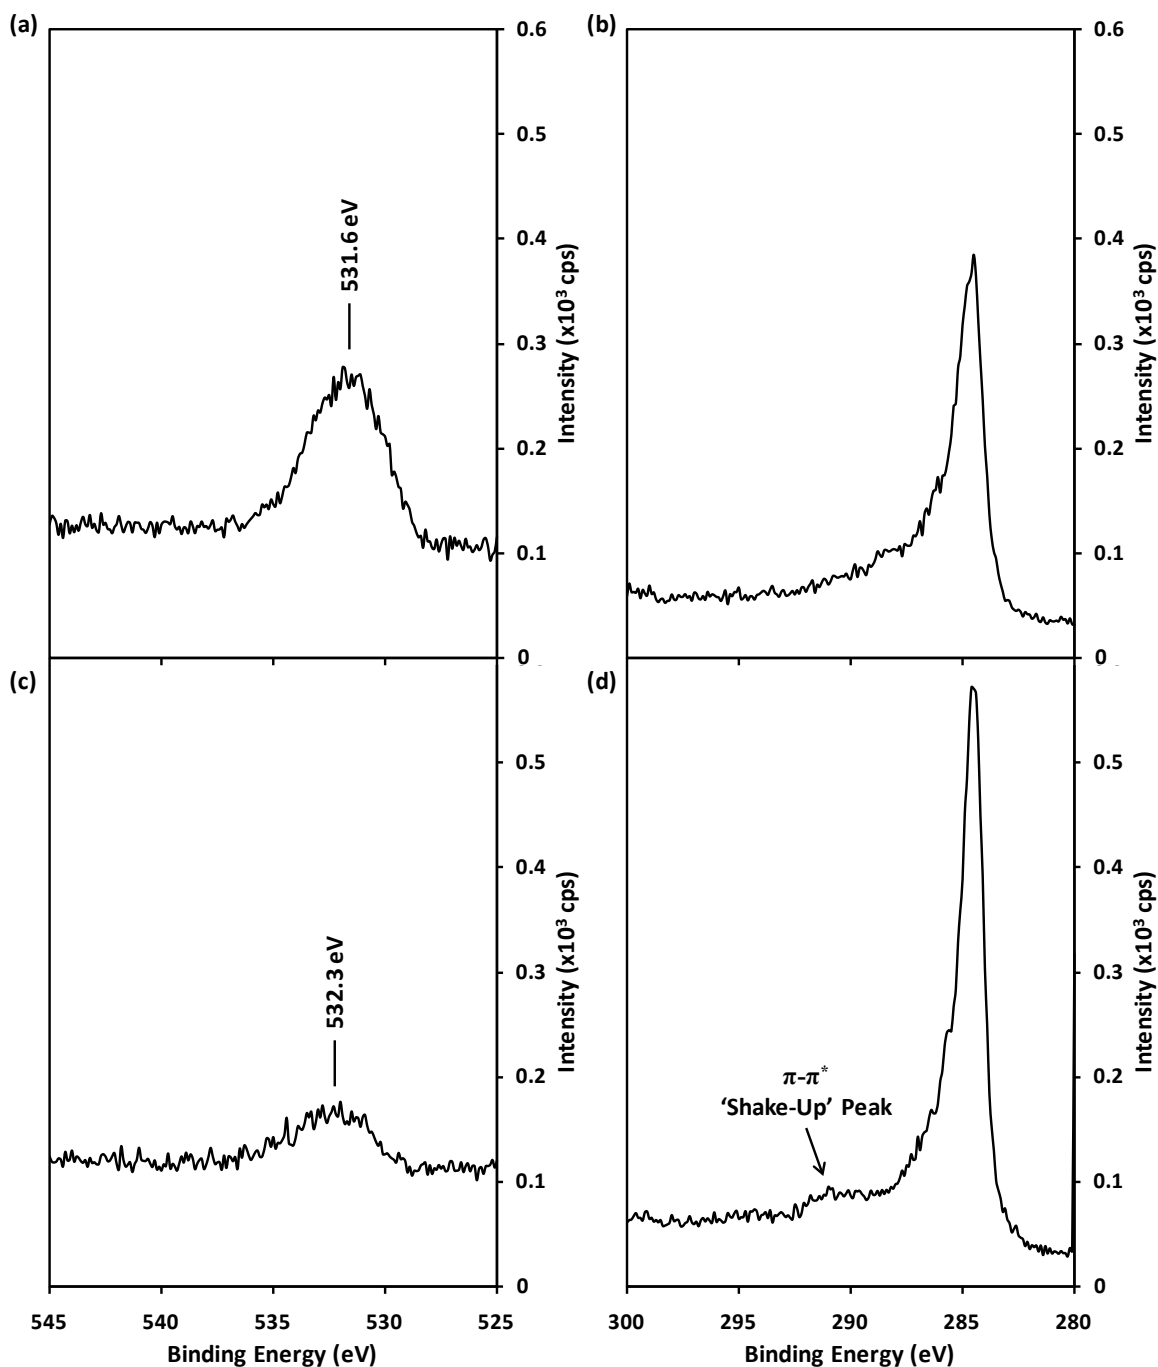 (a)
(b)
0.6
0.5
0.4
0.3
0.2
0.1
0
Intensity (x10³ cps)
531.6 eV
0.6
0.5
0.4
0.3
0.2
0.1
0
Intensity (x10³ cps)
(c)
(d)
0.5
0.4
0.3
0.2
0.1
0
Intensity (x10³ cps)
532.3 eV
π-π*
‘Shake-Up’ Peak
0.5
0.4
0.3
0.2
0.1
0
Intensity (x10³ cps)
545 540 535 530 525
Binding Energy (eV)
300 295 290 285 280
Binding Energy (eV)